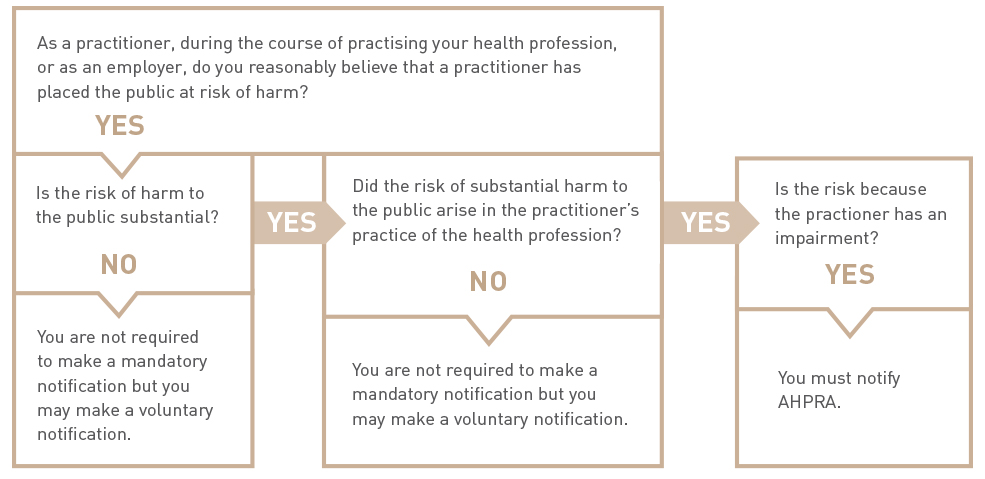 As a practitioner, during the course of practising your health profession,
or as an employer, do you reasonably believe that a practitioner has
placed the public at risk of harm?
YES
Is the risk of harm to
the public substantial?
NO
You are not required
to make a mandatory
notification but you
may make a voluntary
notification.
YES
Did the risk of substantial harm to
the public arise in the practitioner’s
practice of the health profession?
NO
You are not required to make a
mandatory notification but you
may make a voluntary notification.
YES
Is the risk because
the practioner has an
impairment?
YES
You must notify
AHPRA.